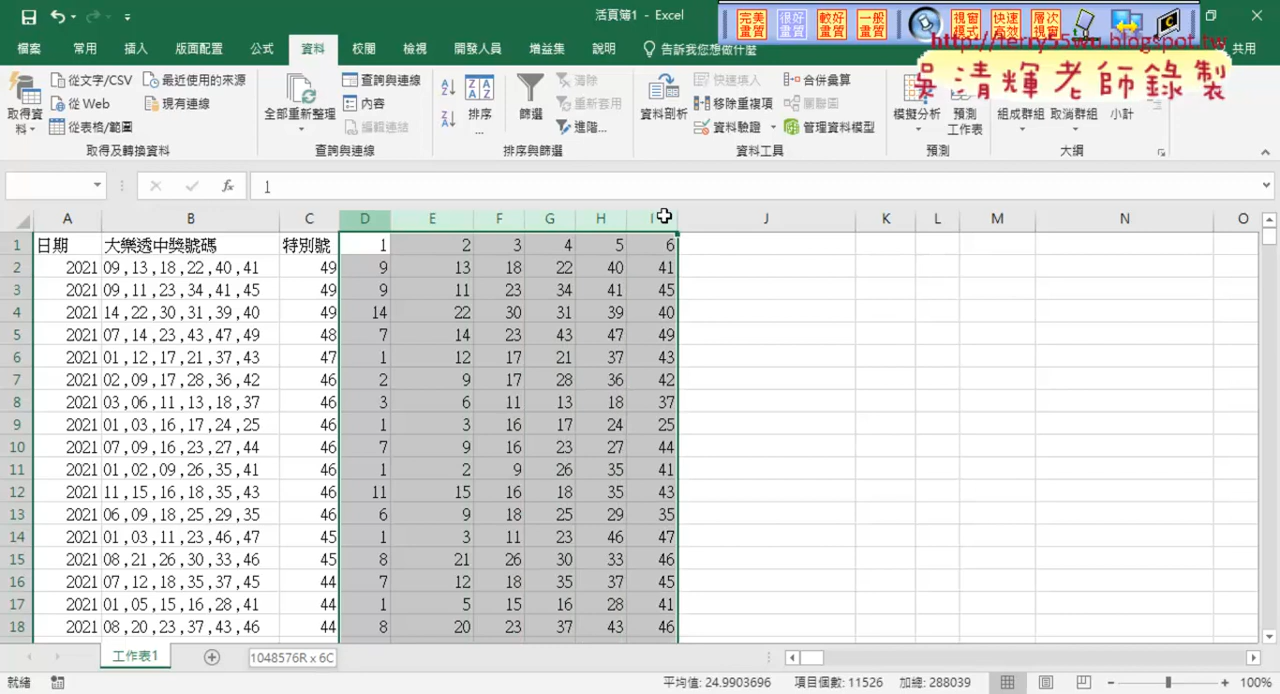 活頁簿1 - Excel
完美畫質 很好畫質 較好畫質 一般畫質 視窗模式 快速有效 層次視窗
檔案 常用 插入 版面配置 公式 資料 校閱 檢視 開發人員 增益集 說明 告訴我您想做什麼 共用
http://terry55wu.blogspot.tw
吳清輝老師錄製
取得資料 從文字/CSV 最近使用的來源
從 Web 現有連線
從表格/範圍
取得及轉換資料
全部重新整理 查詢與連線
內容
編輯連結
查詢與連線
排序... 篩選 清除
重新套用
進階...
排序與篩選
資料剖析 快速填入 合併彙算
移除重複項 關聯圖
資料驗證 管理資料模型
資料工具
模擬分析 預測工作表
預測
組成群組 取消群組 小計
大綱
fx 1
A B C D E F G H I J K L M N O
1 日期 大樂透中獎號碼 特別號 1 2 3 4 5 6
2 2021 09,13,18,22,40,41 49 9 13 18 22 40 41
3 2021 09,11,23,34,41,45 49 9 11 23 34 41 45
4 2021 14,22,30,31,39,40 49 14 22 30 31 39 40
5 2021 07,14,23,43,47,49 48 7 14 23 43 47 49
6 2021 01,12,17,21,37,43 47 1 12 17 21 37 43
7 2021 02,09,17,28,36,42 46 2 9 17 28 36 42
8 2021 03,06,11,13,18,37 46 3 6 11 13 18 37
9 2021 01,03,16,17,24,25 46 1 3 16 17 24 25
10 2021 07,09,16,23,27,44 46 7 9 16 23 27 44
11 2021 01,02,09,26,35,41 46 1 2 9 26 35 41
12 2021 11,15,16,18,35,43 46 11 15 16 18 35 43
13 2021 06,09,18,25,29,35 46 6 9 18 25 29 35
14 2021 01,03,11,23,46,47 45 1 3 11 23 46 47
15 2021 08,21,26,30,33,46 45 8 21 26 30 33 46
16 2021 07,12,18,35,37,45 44 7 12 18 35 37 45
17 2021 01,05,15,16,28,41 44 1 5 15 16 28 41
18 2021 08,20,23,37,43,46 44 8 20 23 37 43 46
工作表1 1048576R x 6C
就緒 平均值: 24.9903696 項目個數: 11526 加總: 288039 100%